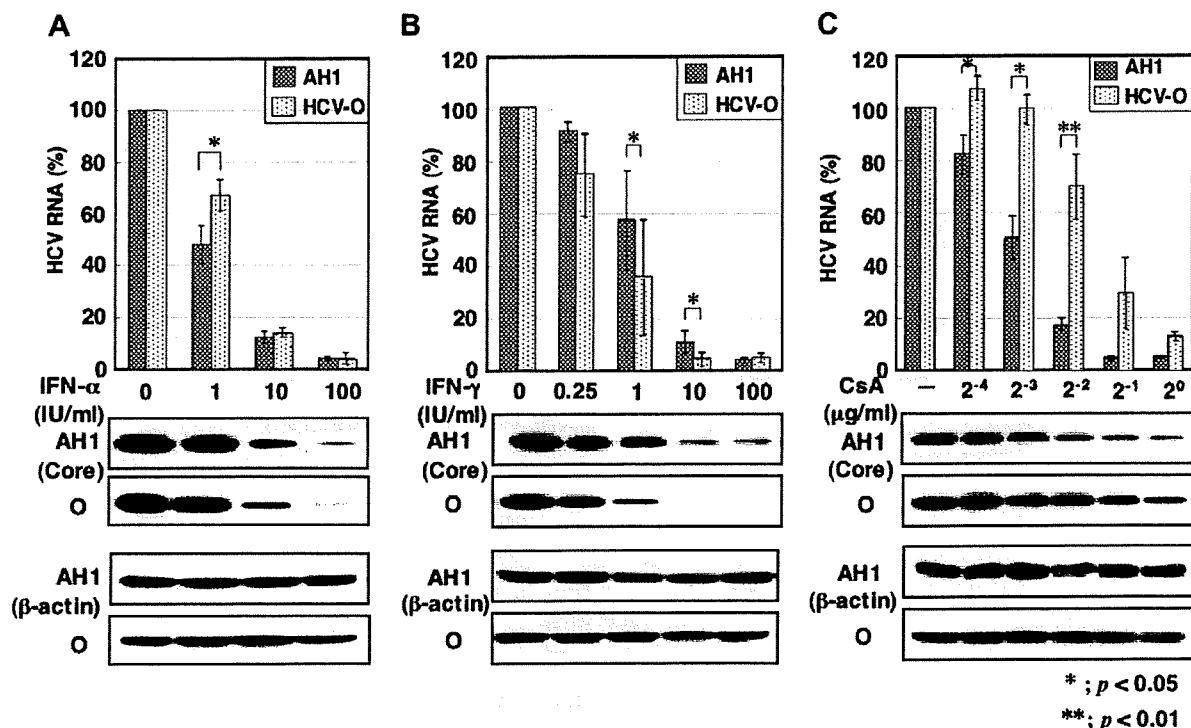 A
120
100
80
60
40
20
0
HCV RNA (%)
AH1
HCV-O
*
IFN-α
(IU/ml)
0 1 10 100
AH1
(Core)
O
AH1
(β-actin)
O
B
120
100
80
60
40
20
0
HCV RNA (%)
AH1
HCV-O
*
*
IFN-γ
(IU/ml)
0 0.25 1 10 100
AH1
(Core)
O
AH1
(β-actin)
O
C
120
100
80
60
40
20
0
HCV RNA (%)
AH1
HCV-O
*
*
**
CsA
(μg/ml)
— 2⁻⁴ 2⁻³ 2⁻² 2⁻¹ 2⁰
AH1
(Core)
O
AH1
(β-actin)
O
* ; p < 0.05
**; p < 0.01